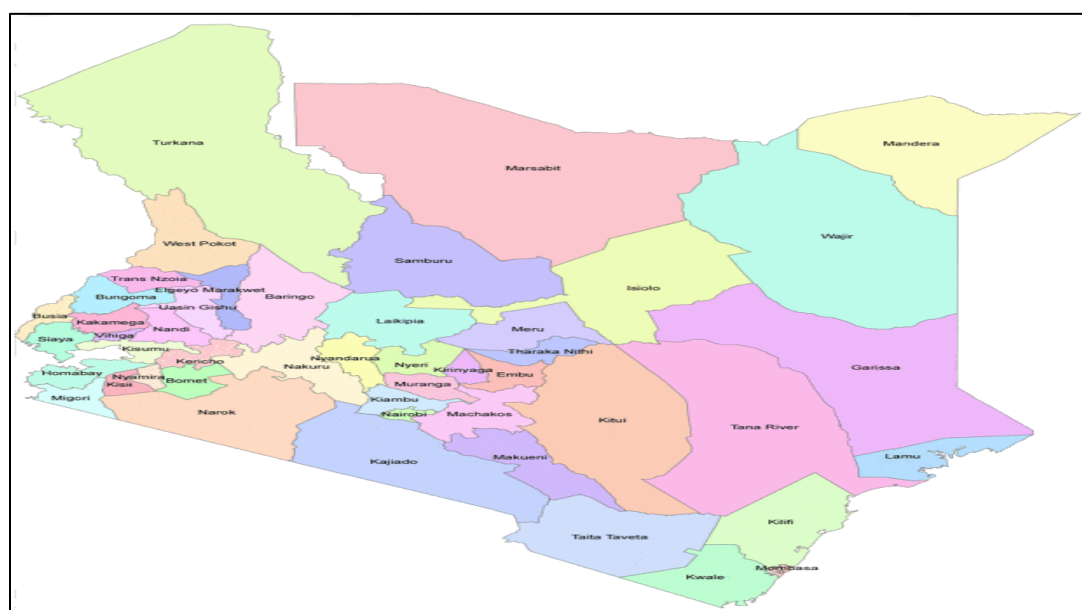 Turkana
Mandera
Marsabit
Wajir
West Pokot
Samburu
Trans Nzoia
Elgeyo Marakwet
Isiolo
Bungoma
Baringo
Uasin Gishu
Busia
Kakamega
Laikipia
Nandi
Meru
Siaya
Vihiga
Kisumu
Tharaka Nithi
Nyandarua
Kericho
Nyeri
Nakuru
Kirinyaga
Garissa
Homabay
Nyamira
Embu
Bomet
Kisii
Muranga
Migori
Kiambu
Narok
Nairobi
Machakos
Kitui
Tana River
Lamu
Makueni
Kajiado
Kilifi
Taita Taveta
Mombasa
Kwale